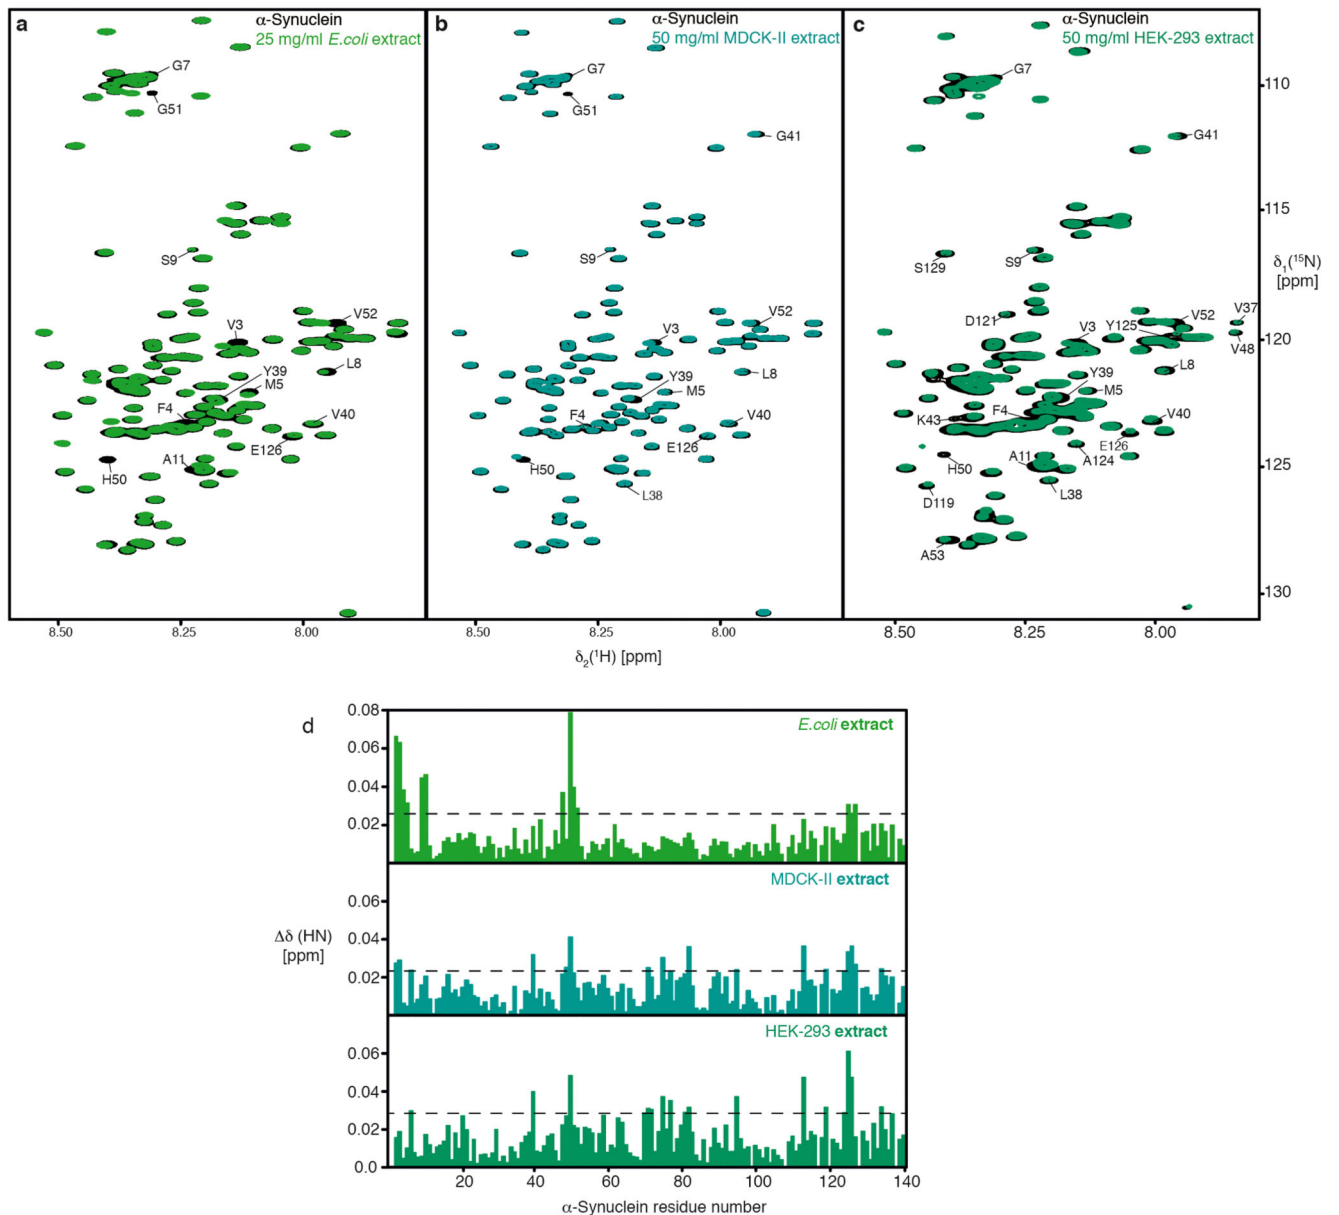 a
α-Synuclein
25 mg/ml E.coli extract
G7
G51
S9
V52
V3
L8
Y39
M5
F4
V40
E126
H50
A11
8.50
8.25
8.00
b
α-Synuclein
50 mg/ml MDCK-II extract
G7
G51
G41
S9
V52
V3
L8
Y39
M5
F4
V40
E126
H50
L38
8.50
8.25
8.00
δ2(¹H) [ppm]
c
α-Synuclein
50 mg/ml HEK-293 extract
G7
G41
S129
S9
D121
V52
V37
V3
Y125
V48
L8
Y39
M5
K43
F4
V40
E126
H50
A11
A124
L38
D119
A53
8.50
8.25
8.00
110
115
δ1(¹⁵N)
[ppm]
120
125
130
d
0.08
E.coli extract
0.06
0.04
0.02
MDCK-II extract
0.06
0.04
0.02
Δδ (HN)
[ppm]
HEK-293 extract
0.06
0.04
0.02
0.0
20
40
60
80
100
120
140
α-Synuclein residue number